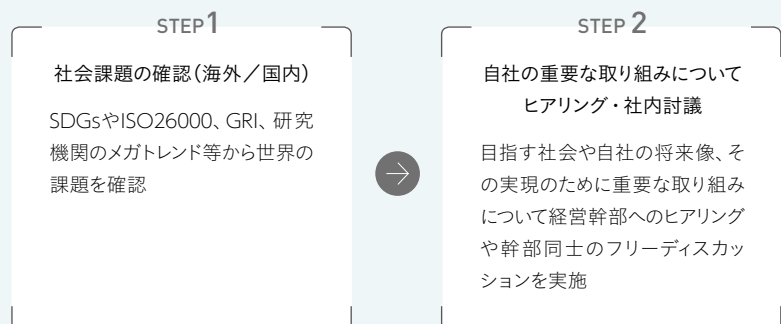 STEP1
社会課題の確認（海外／国内）
SDGsやISO26000、GRI、研究
機関のメガトレンド等から世界の
課題を確認
STEP 2
自社の重要な取り組みについて
ヒアリング・社内討議
目指す社会や自社の将来像、そ
の実現のために重要な取り組み
について経営幹部へのヒアリング
や幹部同士のフリーディスカッ
ションを実施